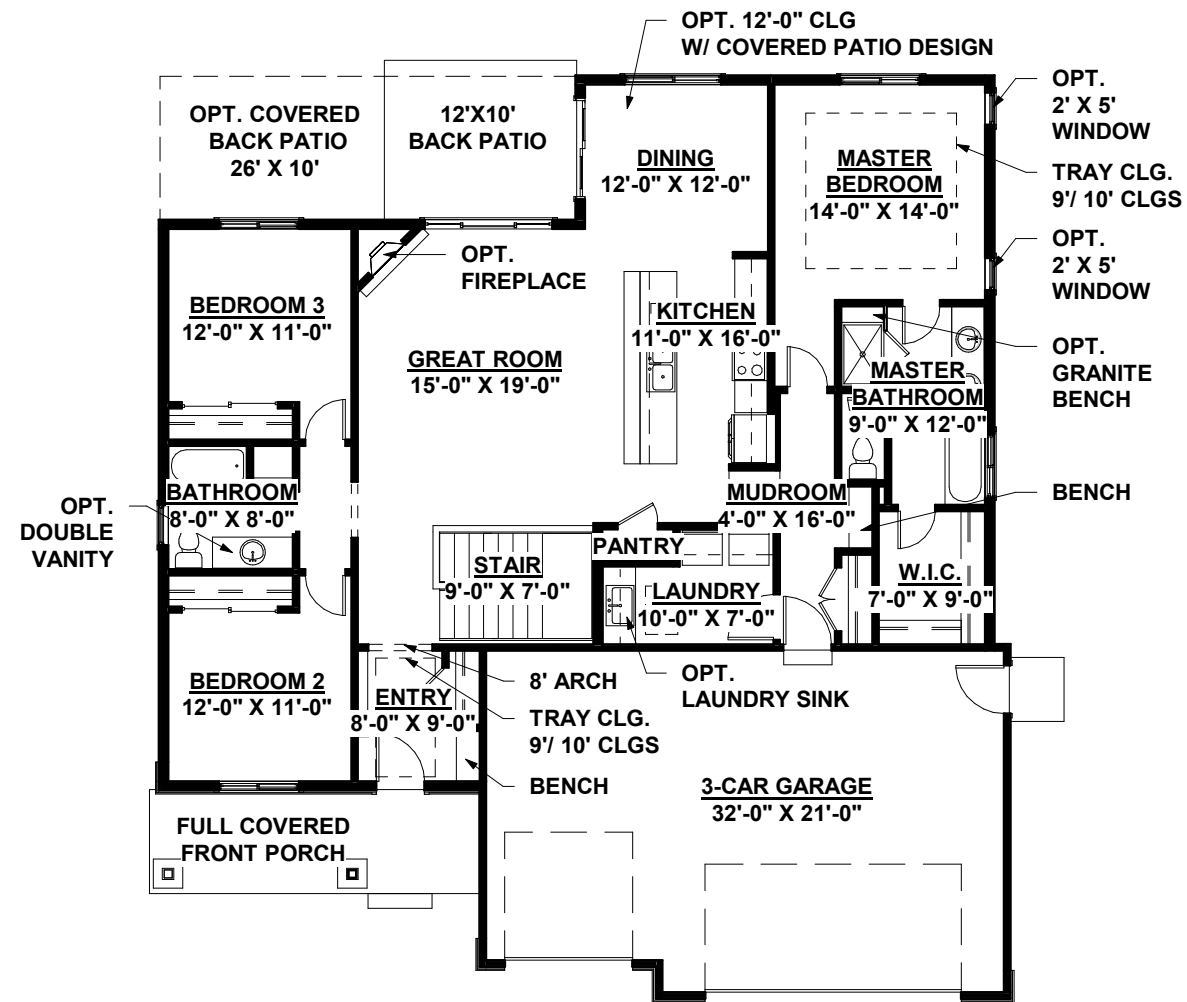 OPT. 12'-0" CLG
W/ COVERED PATIO DESIGN
OPT. COVERED
BACK PATIO
26' X 10'
12'X10'
BACK PATIO
DINING
12'-0" X 12'-0"
MASTER
BEDROOM
14'-0" X 14'-0"
OPT.
2' X 5'
WINDOW
TRAY CLG.
9'/ 10' CLGS
OPT.
2' X 5'
WINDOW
OPT.
FIREPLACE
BEDROOM 3
12'-0" X 11'-0"
KITCHEN
11'-0" X 16'-0"
GREAT ROOM
15'-0" X 19'-0"
OPT.
GRANITE
BENCH
MASTER
BATHROOM
9'-0" X 12'-0"
BATHROOM
8'-0" X 8'-0"
OPT.
DOUBLE
VANITY
MUDROOM
4'-0" X 16'-0"
BENCH
PANTRY
STAIR
9'-0" X 7'-0"
LAUNDRY
10'-0" X 7'-0"
W.I.C.
7'-0" X 9'-0"
BEDROOM 2
12'-0" X 11'-0"
ENTRY
8'-0" X 9'-0"
8' ARCH
TRAY CLG.
9'/ 10' CLGS
BENCH
OPT.
LAUNDRY SINK
3-CAR GARAGE
32'-0" X 21'-0"
FULL COVERED
FRONT PORCH